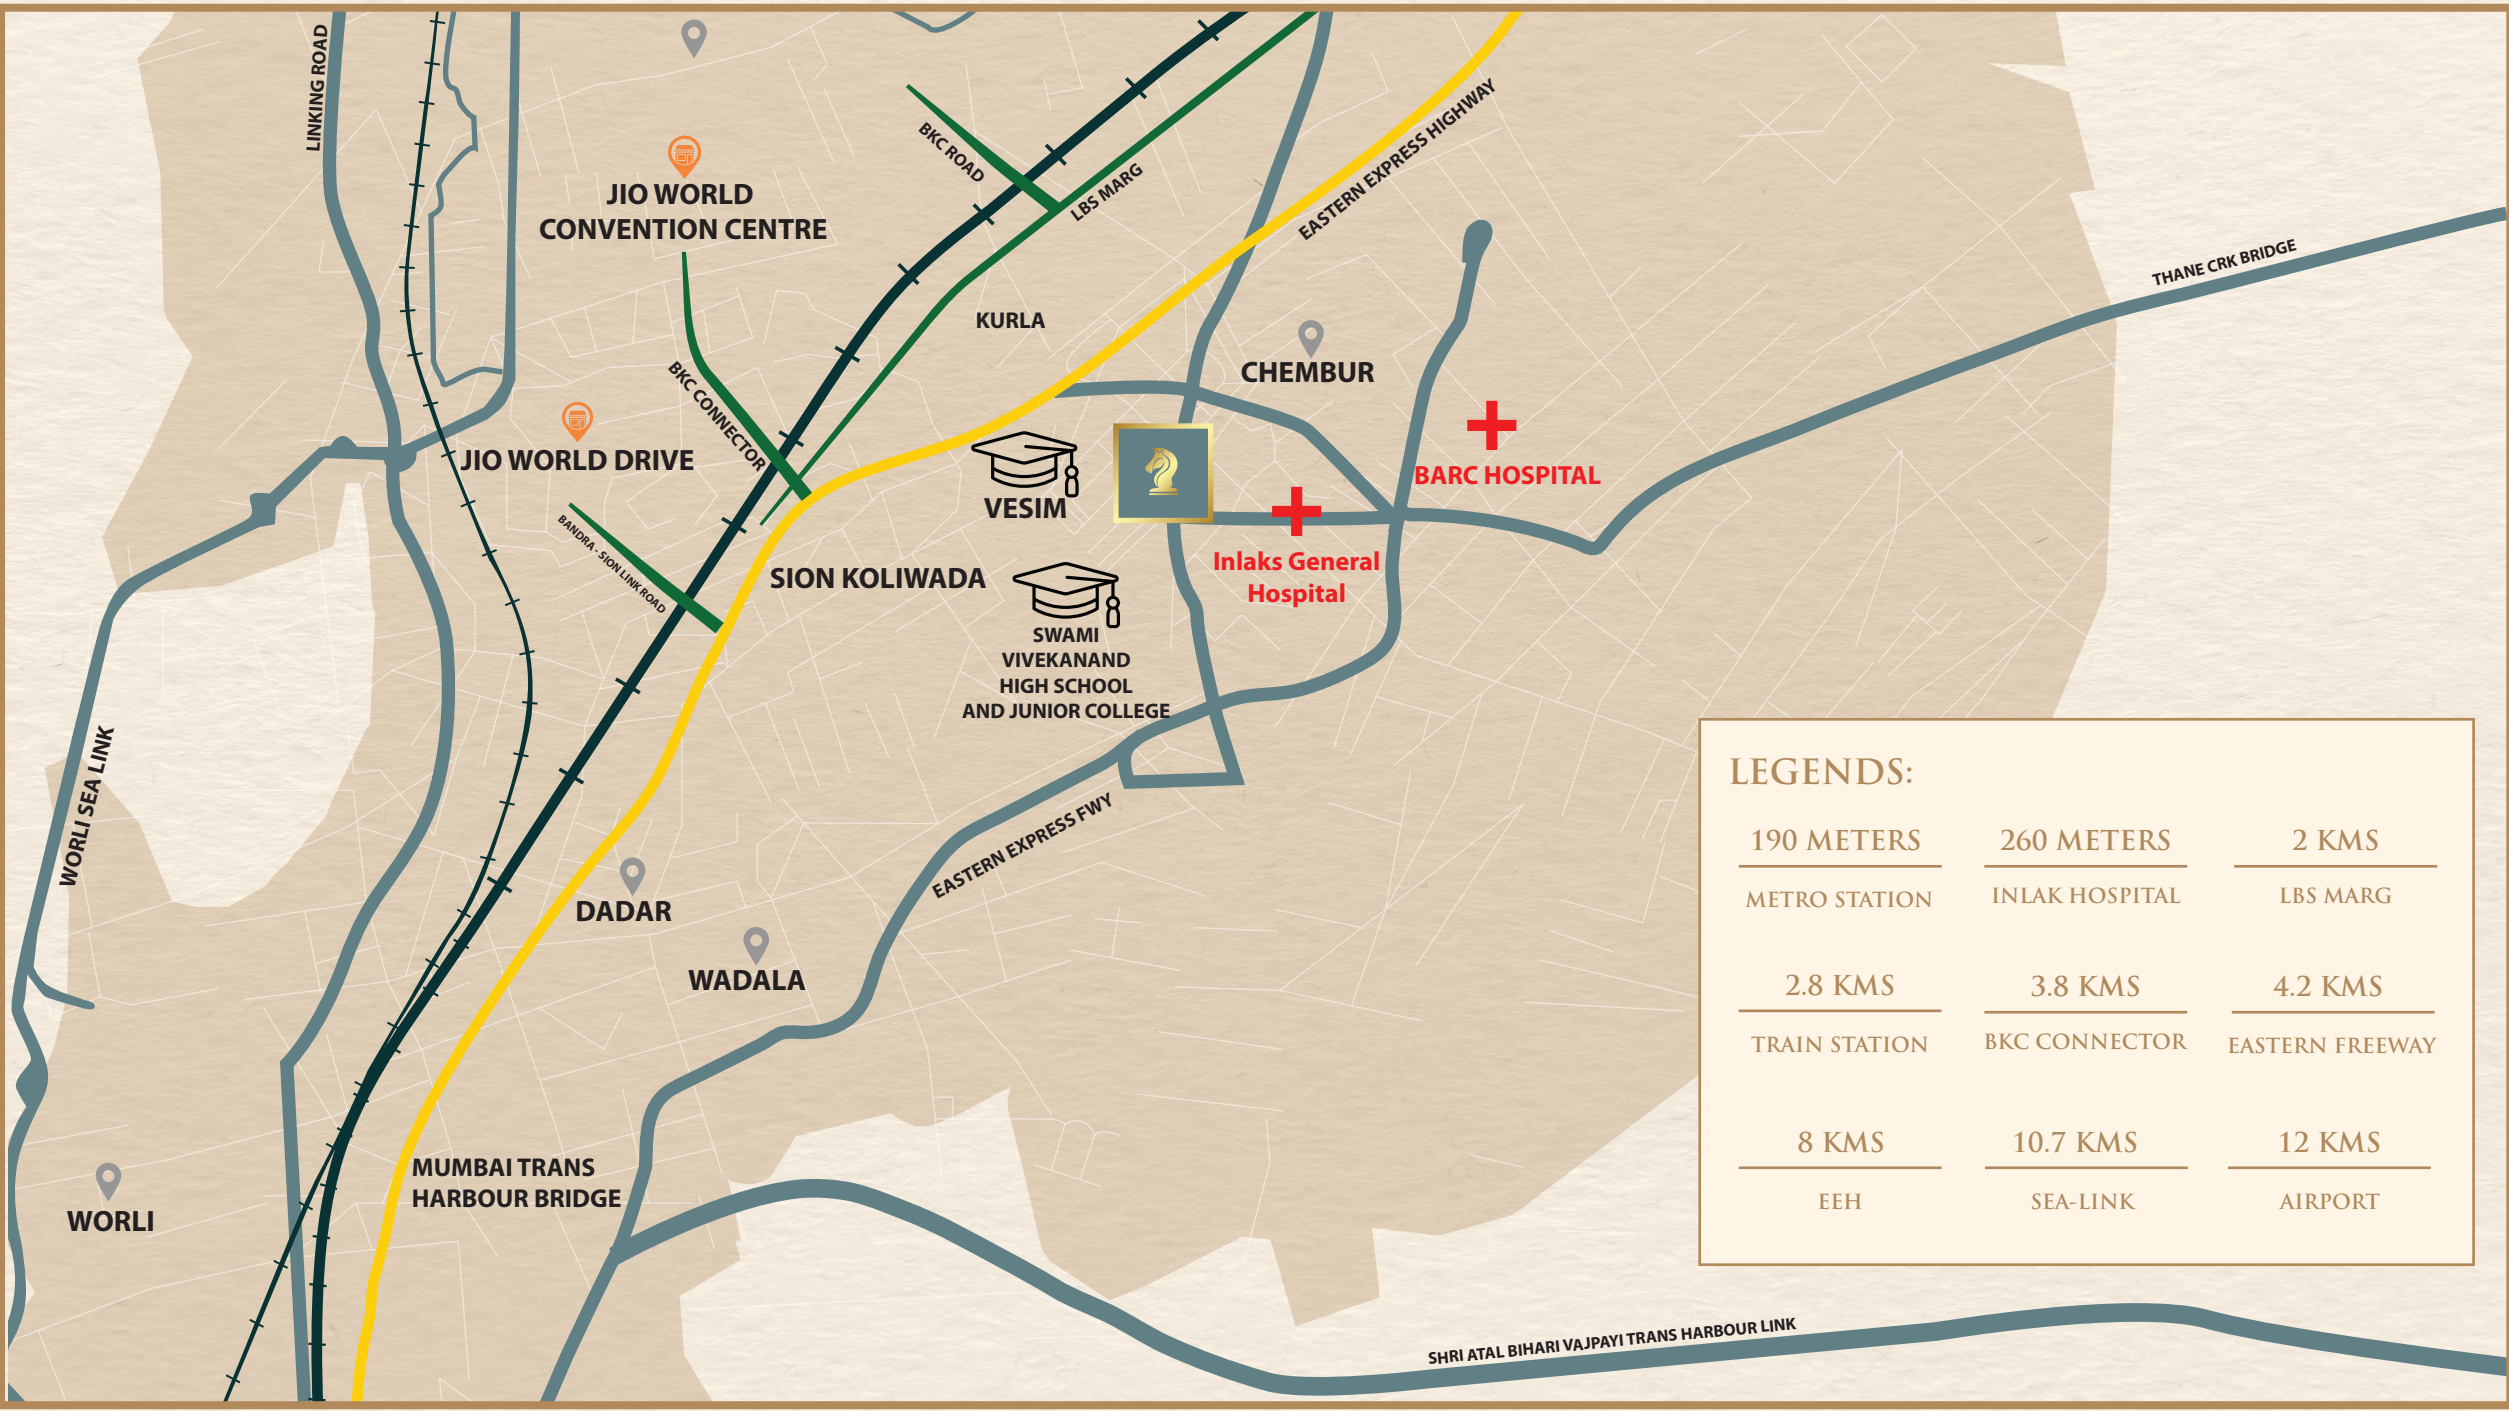 LINKING ROAD
JIO WORLD
CONVENTION CENTRE
BKC ROAD
LBS MARG
EASTERN EXPRESS HIGHWAY
THANE CRK BRIDGE
KURLA
CHEMBUR
BKC CONNECTOR
JIO WORLD DRIVE
BANDRA - SION LINK ROAD
VESIM
BARC HOSPITAL
SION KOLIWADA
Inlaks General
Hospital
SWAMI
VIVEKANAND
HIGH SCHOOL
AND JUNIOR COLLEGE
WORLI SEA LINK
EASTERN EXPRESS FWY
DADAR
WADALA
MUMBAI TRANS
HARBOUR BRIDGE
WORLI
SHRI ATAL BIHARI VAJPAYI TRANS HARBOUR LINK
LEGENDS:
190 METERS
METRO STATION
260 METERS
INLAK HOSPITAL
2 KMS
LBS MARG
2.8 KMS
TRAIN STATION
3.8 KMS
BKC CONNECTOR
4.2 KMS
EASTERN FREEWAY
8 KMS
EEH
10.7 KMS
SEA-LINK
12 KMS
AIRPORT